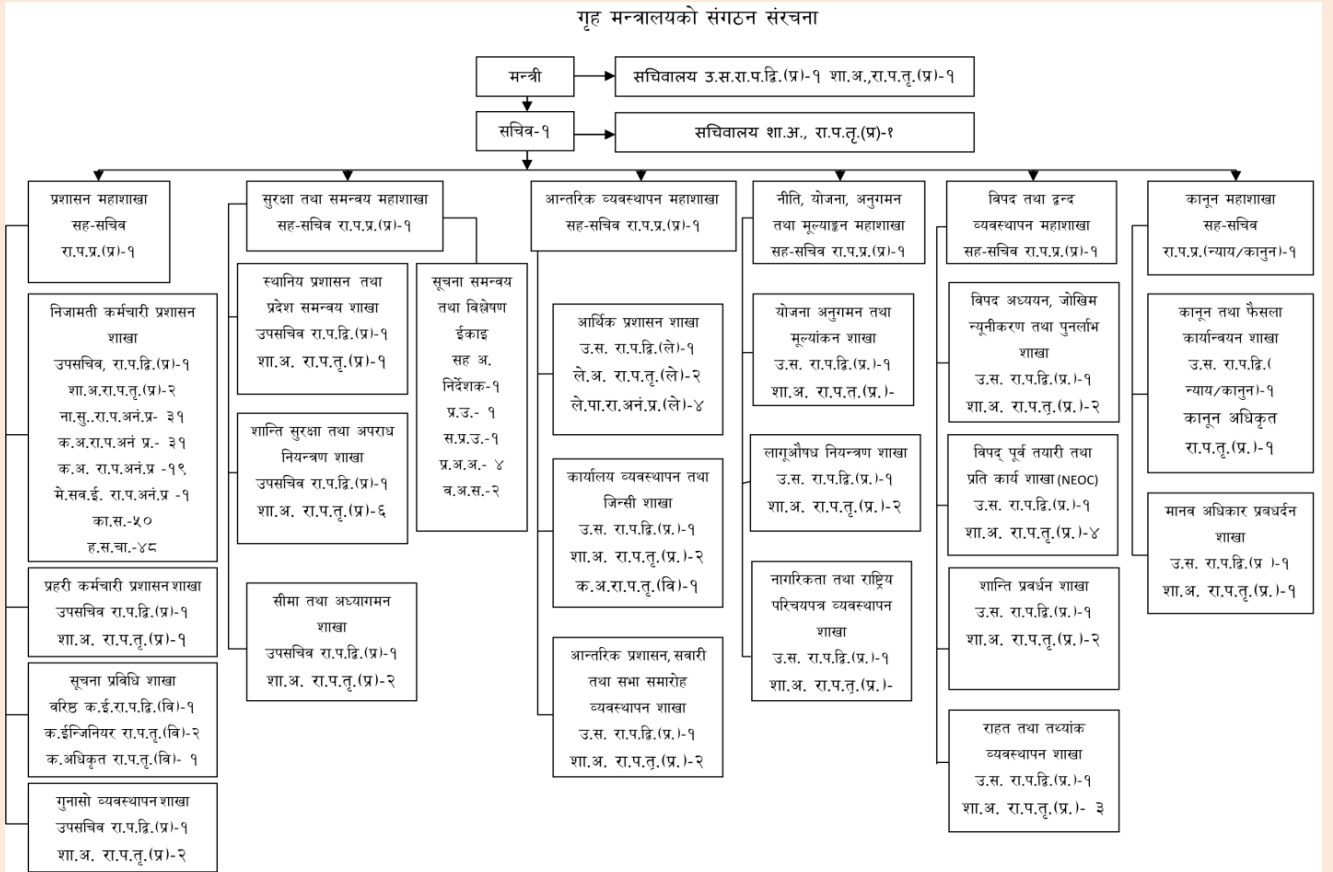 गृह मन्त्रालयको संगठन संरचना
मन्त्री
सचिवालय उ.स.रा.प.द्वि.(प्र)-१ शा.अ.,रा.प.तृ.(प्र)-१
सचिव-१
सचिवालय शा.अ., रा.प.तृ.(प्र)-१
प्रशासन महाशाखा
सह-सचिव
रा.प.प्र.(प्र)-१
निजामती कर्मचारी प्रशासन
शाखा
उपसचिव, रा.प.द्वि.(प्र)-१
शा.अ.रा.प.तृ.(प्र)-२
ना.सु..रा.प.अनं.प्र- ३१
क.अ.रा.प.अनं प्र.- ३१
क.अ. रा.प.अनं.प्र -१९
मे.सव.ई. रा.प.अनं.प्र -१
का.स.-५०
ह.स.चा.-४८
प्रहरी कर्मचारी प्रशासन शाखा
उपसचिव रा.प.द्वि.(प्र)-१
शा.अ. रा.प.तृ.(प्र)-१
सूचना प्रविधि शाखा
वरिष्ठ क.ई.रा.प.द्वि.(वि)-१
क.ईन्जिनियर रा.प.तृ.(वि)-२
क.अधिकृत रा.प.तृ.(वि)- १
गुनासो व्यवस्थापन शाखा
उपसचिव रा.प.द्वि.(प्र)-१
शा.अ. रा.प.तृ.(प्र)-२
सुरक्षा तथा समन्वय महाशाखा
सह-सचिव रा.प.प्र.(प्र)-१
स्थानिय प्रशासन तथा
प्रदेश समन्वय शाखा
उपसचिव रा.प.द्वि.(प्र)-१
शा.अ. रा.प.तृ.(प्र)-१
शान्ति सुरक्षा तथा अपराध
नियन्त्रण शाखा
उपसचिव रा.प.द्वि.(प्र)-१
शा.अ. रा.प.तृ.(प्र)-६
सीमा तथा अध्यागमन
शाखा
उपसचिव रा.प.द्वि.(प्र)-१
शा.अ. रा.प.तृ.(प्र)-२
सूचना समन्वय
तथा विश्लेषण
ईकाइ
सह अ.
निर्देशक-१
प्र.उ.- १
स.प्र.उ.-१
प्र.अ.अ.- ४
व.अ.स.-२
आन्तरिक व्यवस्थापन महाशाखा
सह-सचिव रा.प.प्र.(प्र)-१
आर्थिक प्रशासन शाखा
उ.स. रा.प.द्वि.(ले)-१
ले.अ. रा.प.तृ.(ले)-२
ले.पा.रा.अनं.प्र.(ले)-४
कार्यालय व्यवस्थापन तथा
जिन्सी शाखा
उ.स. रा.प.द्वि.(प्र.)-१
शा.अ. रा.प.तृ.(प्र.)-२
क.अ.रा.प.तृ.(वि)-१
आन्तरिक प्रशासन, सवारी
तथा सभा समारोह
व्यवस्थापन शाखा
उ.स. रा.प.द्वि.(प्र.)-१
शा.अ. रा.प.तृ.(प्र.)-२
नीति, योजना, अनुगमन
तथा मूल्याङ्कन महाशाखा
सह-सचिव रा.प.प्र.(प्र)-१
योजना अनुगमन तथा
मूल्यांकन शाखा
उ.स. रा.प.द्वि.(प्र.)-१
शा.अ. रा.प.तृ.(प्र.)-
लागूऔषध नियन्त्रण शाखा
उ.स. रा.प.द्वि.(प्र.)-१
शा.अ. रा.प.तृ.(प्र.)-२
नागरिकता तथा राष्ट्रिय
परिचयपत्र व्यवस्थापन
शाखा
उ.स. रा.प.द्वि.(प्र.)-१
शा.अ. रा.प.तृ.(प्र.)-
विपद तथा द्वन्द
व्यवस्थापन महाशाखा
सह-सचिव रा.प.प्र.(प्र)-१
विपद अध्ययन, जोखिम
न्यूनीकरण तथा पुनर्लाभ
शाखा
उ.स. रा.प.द्वि.(प्र.)-१
शा.अ. रा.प.तृ.(प्र.)-२
विपद् पूर्व तयारी तथा
प्रति कार्य शाखा (NEOC)
उ.स. रा.प.द्वि.(प्र.)-१
शा.अ. रा.प.तृ.(प्र.)-४
शान्ति प्रवर्धन शाखा
उ.स. रा.प.द्वि.(प्र.)-१
शा.अ. रा.प.तृ.(प्र.)-२
राहत तथा तथ्यांक
व्यवस्थापन शाखा
उ.स. रा.प.द्वि.(प्र.)-१
शा.अ. रा.प.तृ.(प्र.)- ३
कानून महाशाखा
सह-सचिव
रा.प.प्र.(न्याय/कानुन)-१
कानून तथा फैसला
कार्यान्वयन शाखा
उ.स. रा.प.द्वि.(
न्याय/कानुन)-१
कानून अधिकृत
रा.प.तृ.(प्र.)-१
मानव अधिकार प्रवधर्दन
शाखा
उ.स. रा.प.द्वि.(प्र )-१
शा.अ. रा.प.तृ.(प्र.)-१